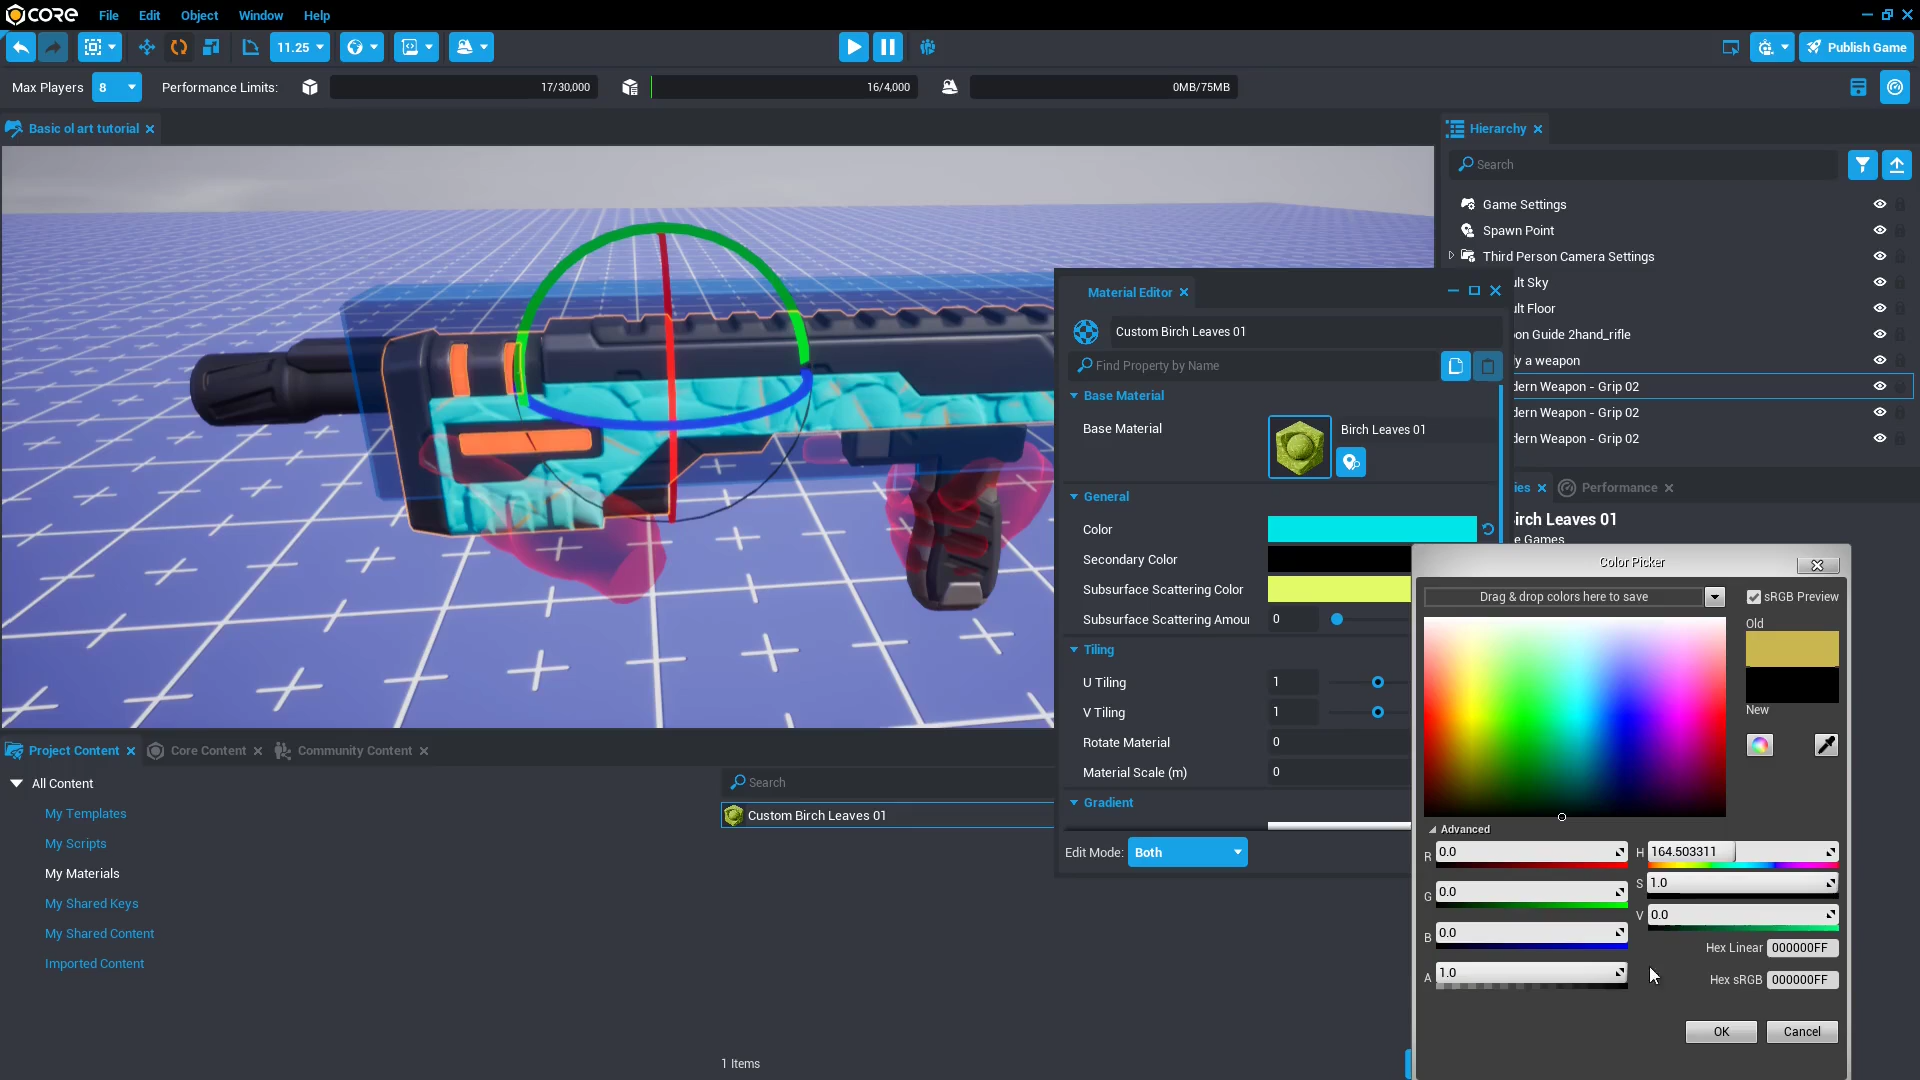 CORE File Edit Object Window Help
11.25 Publish Game
Max Players 8 Performance Limits: 17/30,000 16/4,000 0MB/75MB
Basic ol art tutorial
Hierarchy
Search
Game Settings
Spawn Point
Third Person Camera Settings
ult Sky
ult Floor
on Guide 2hand_rifle
y a weapon
dern Weapon - Grip 02
dern Weapon - Grip 02
dern Weapon - Grip 02
ies Performance
irch Leaves 01
e Games
Material Editor
Custom Birch Leaves 01
Find Property by Name
Base Material
Base Material Birch Leaves 01
General
Color
Secondary Color
Subsurface Scattering Color
Subsurface Scattering Amour 0
Tiling
U Tiling 1
V Tiling 1
Rotate Material 0
Material Scale (m) 0
Gradient
Edit Mode: Both
Color Picker
Drag & drop colors here to save sRGB Preview
Old
New
Advanced
R 0.0 H 164.503311
G 0.0 S 1.0
B 0.0 V 0.0
A 1.0
Hex Linear 000000FF
Hex sRGB 000000FF
OK Cancel
Project Content Core Content Community Content
All Content
My Templates
My Scripts
My Materials
My Shared Keys
My Shared Content
Imported Content
Search
Custom Birch Leaves 01
1 Items